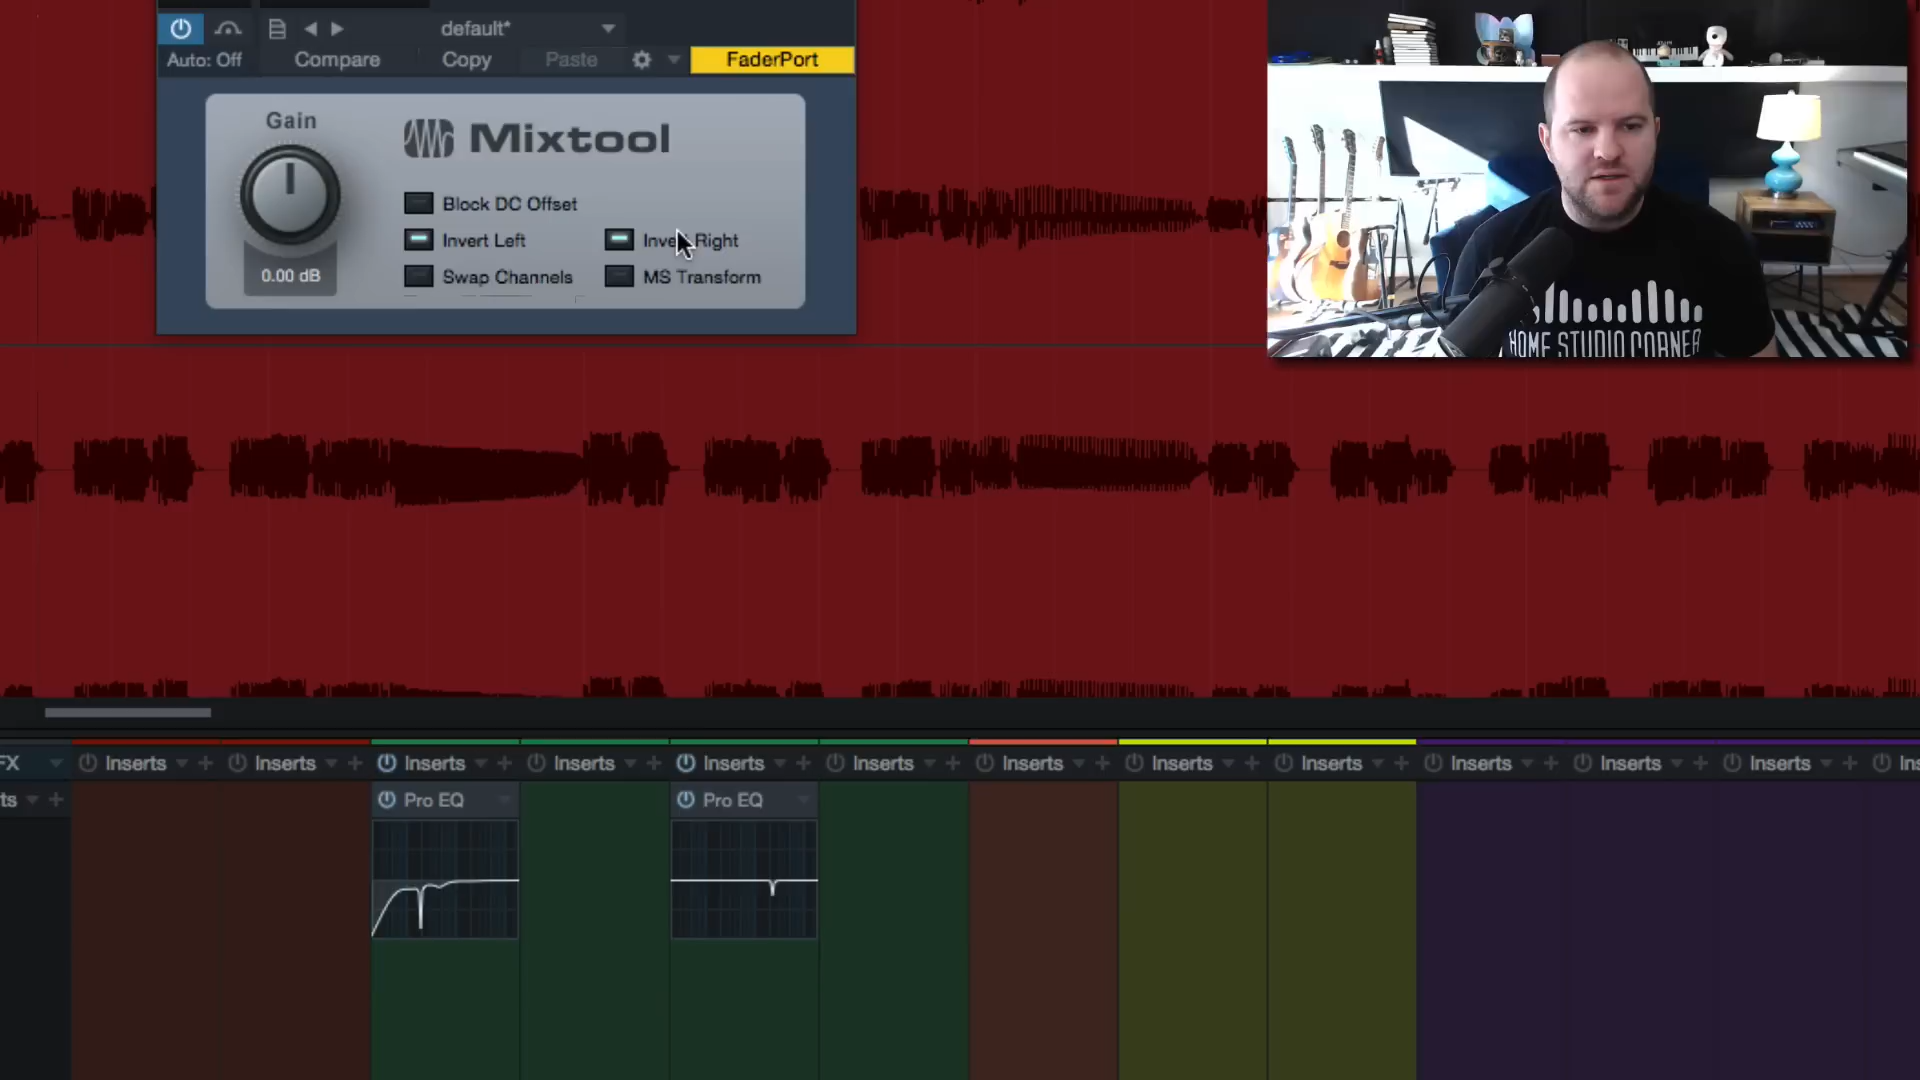 default*
Auto: Off
Compare
Copy
Paste
FaderPort
Gain
Mixtool
Block DC Offset
Invert Left
Right
0.00 dB
Swap Channels
MS Transform
HOME STUDIO CORNER
FX
Inserts
Inserts
Inserts
Inserts
Inserts
Inserts
Inserts
Inserts
Inserts
Inserts
Inserts
Inserts
ts
Pro EQ
Pro EQ